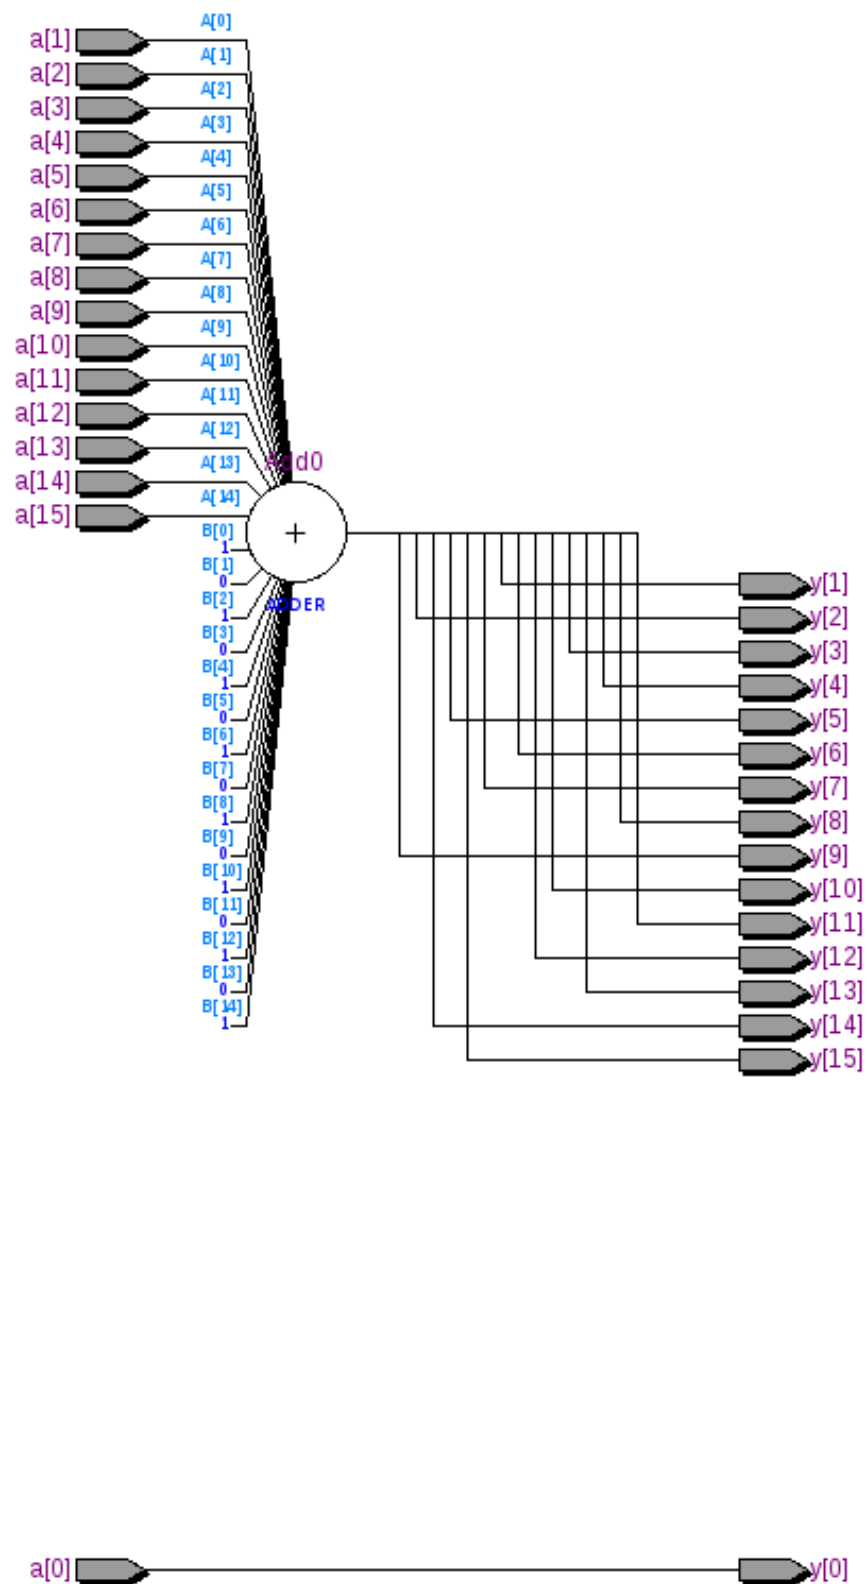 A[0]
a[1]
A[1]
a[2]
A[2]
a[3]
A[3]
a[4]
A[4]
a[5]
A[5]
a[6]
A[6]
a[7]
A[7]
a[8]
A[8]
a[9]
A[9]
a[10]
A[10]
a[11]
A[11]
a[12]
A[12]
a[13]
A[13]
Add0
a[14]
A[14]
a[15]
B[0]
+
1
B[1]
0
y[1]
B[2]
ADDER
1
y[2]
B[3]
0
y[3]
B[4]
1
y[4]
B[5]
0
y[5]
B[6]
1
y[6]
B[7]
0
y[7]
B[8]
1
y[8]
B[9]
0
y[9]
B[10]
1
y[10]
B[11]
0
y[11]
B[12]
1
y[12]
B[13]
0
y[13]
B[14]
1
y[14]
y[15]
a[0]
y[0]